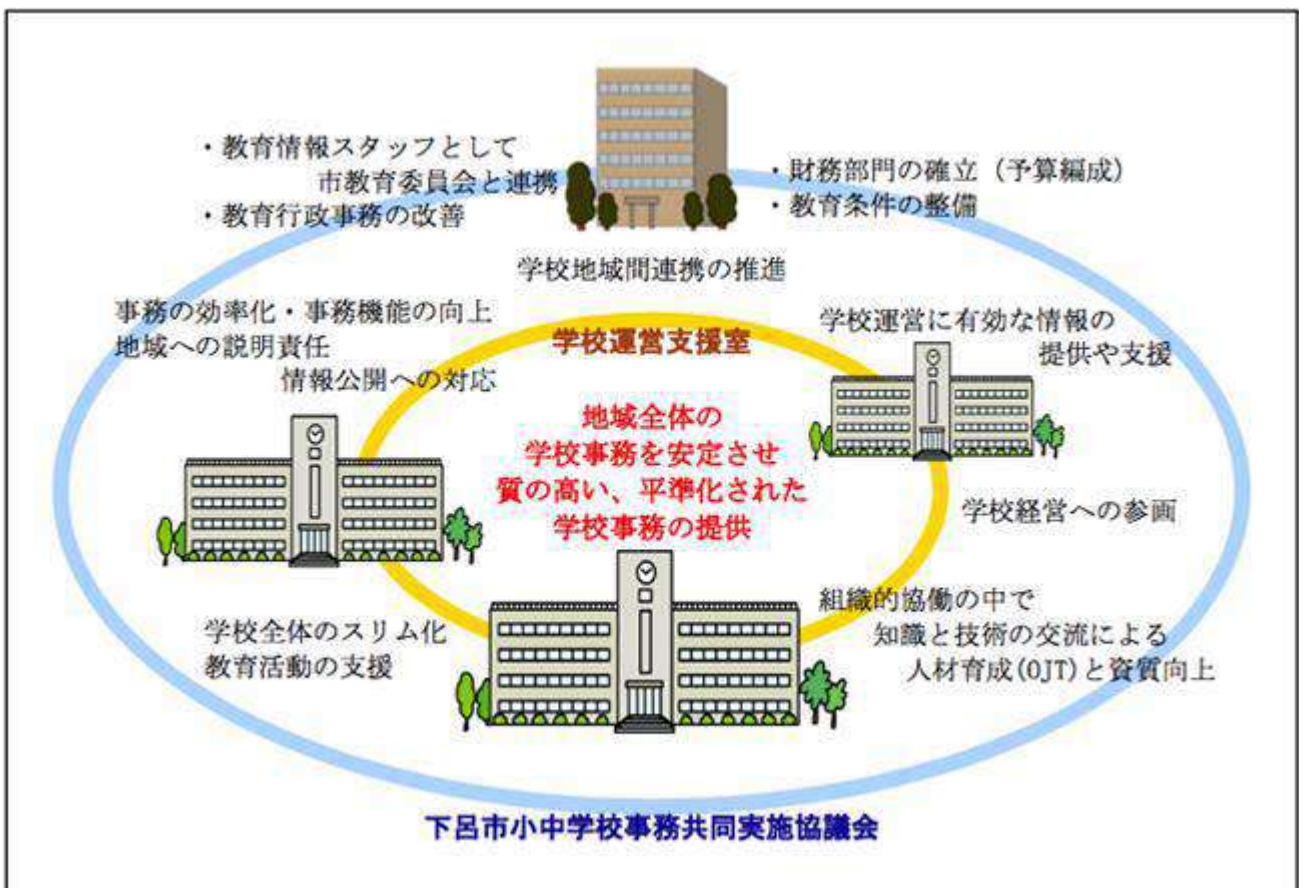 ・教育情報スタッフとして
市教育委員会と連携
・教育行政事務の改善
・財務部門の確立（予算編成）
・教育条件の整備
学校地域間連携の推進
事務の効率化・事務機能の向上
地域への説明責任
情報公開への対応
学校運営支援室
学校運営に有効な情報の
提供や支援
地域全体の
学校事務を安定させ
質の高い、平準化された
学校事務の提供
学校経営への参画
学校全体のスリム化
教育活動の支援
組織的協働の中で
知識と技術の交流による
人材育成(OJT)と資質向上
下呂市小中学校事務共同実施協議会